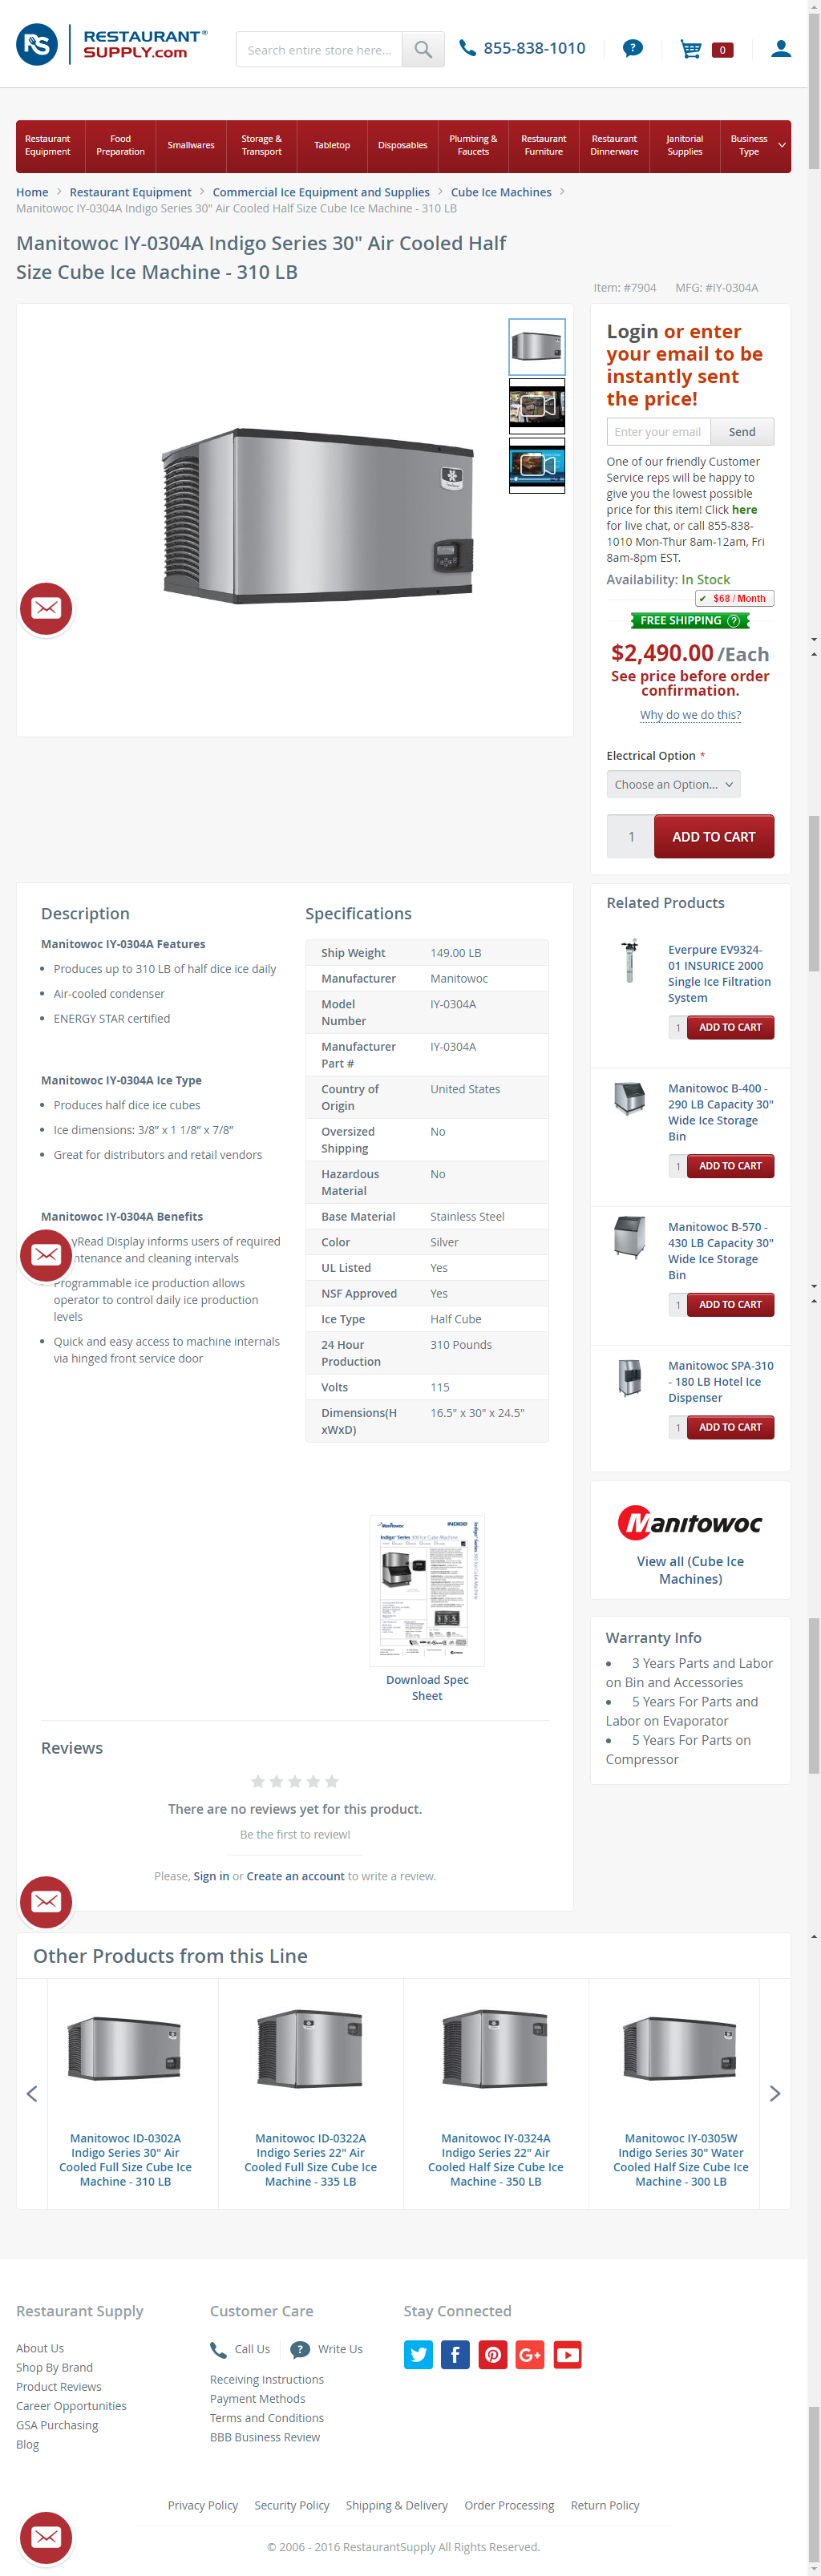 RESTAURANT®
SUPPLY.com
RS
Search entire store here...
855-838-1010
?
0
Restaurant Equipment
Food Preparation
Smallwares
Storage & Transport
Tabletop
Disposables
Plumbing & Faucets
Restaurant Furniture
Restaurant Dinnerware
Janitorial Supplies
Business Type
Home > Restaurant Equipment > Commercial Ice Equipment and Supplies > Cube Ice Machines >
Manitowoc IY-0304A Indigo Series 30" Air Cooled Half Size Cube Ice Machine - 310 LB
Manitowoc IY-0304A Indigo Series 30" Air Cooled Half
Size Cube Ice Machine - 310 LB
Item: #7904 MFG: #IY-0304A
Login or enter
your email to be
instantly sent
the price!
Enter your email
Send
One of our friendly Customer
Service reps will be happy to
give you the lowest possible
price for this item! Click here
for live chat, or call 855-838-
1010 Mon-Thur 8am-12am, Fri
8am-8pm EST.
Availability: In Stock
✔ $68 / Month
FREE SHIPPING ?
$2,490.00 /Each
See price before order
confirmation.
Why do we do this?
Electrical Option *
Choose an Option...
1
ADD TO CART
Description
Manitowoc IY-0304A Features
• Produces up to 310 LB of half dice ice daily
• Air-cooled condenser
• ENERGY STAR certified
Manitowoc IY-0304A Ice Type
• Produces half dice ice cubes
• Ice dimensions: 3/8” x 1 1/8” x 7/8”
• Great for distributors and retail vendors
Manitowoc IY-0304A Benefits
yRead Display informs users of required
ntenance and cleaning intervals
Programmable ice production allows
operator to control daily ice production
levels
• Quick and easy access to machine internals
via hinged front service door
Specifications
Ship Weight 149.00 LB
Manufacturer Manitowoc
Model Number IY-0304A
Manufacturer Part # IY-0304A
Country of Origin United States
Oversized Shipping No
Hazardous Material No
Base Material Stainless Steel
Color Silver
UL Listed Yes
NSF Approved Yes
Ice Type Half Cube
24 Hour Production 310 Pounds
Volts 115
Dimensions(H xWxD) 16.5" x 30" x 24.5"
Manitowoc
INDIGO
Download Spec
Sheet
Related Products
Everpure EV9324-
01 INSURICE 2000
Single Ice Filtration
System
1 ADD TO CART
Manitowoc B-400 -
290 LB Capacity 30"
Wide Ice Storage
Bin
1 ADD TO CART
Manitowoc B-570 -
430 LB Capacity 30"
Wide Ice Storage
Bin
1 ADD TO CART
Manitowoc SPA-310
- 180 LB Hotel Ice
Dispenser
1 ADD TO CART
Manitowoc
View all (Cube Ice
Machines)
Warranty Info
• 3 Years Parts and Labor
on Bin and Accessories
• 5 Years For Parts and
Labor on Evaporator
• 5 Years For Parts on
Compressor
Reviews
There are no reviews yet for this product.
Be the first to review!
Please, Sign in or Create an account to write a review.
Other Products from this Line
Manitowoc ID-0302A
Indigo Series 30" Air
Cooled Full Size Cube Ice
Machine - 310 LB
Manitowoc ID-0322A
Indigo Series 22" Air
Cooled Full Size Cube Ice
Machine - 335 LB
Manitowoc IY-0324A
Indigo Series 22" Air
Cooled Half Size Cube Ice
Machine - 350 LB
Manitowoc IY-0305W
Indigo Series 30" Water
Cooled Half Size Cube Ice
Machine - 300 LB
Restaurant Supply
About Us
Shop By Brand
Product Reviews
Career Opportunities
GSA Purchasing
Blog
Customer Care
Call Us
? Write Us
Receiving Instructions
Payment Methods
Terms and Conditions
BBB Business Review
Stay Connected
f
G+
Privacy Policy Security Policy Shipping & Delivery Order Processing Return Policy
© 2006 - 2016 RestaurantSupply All Rights Reserved.